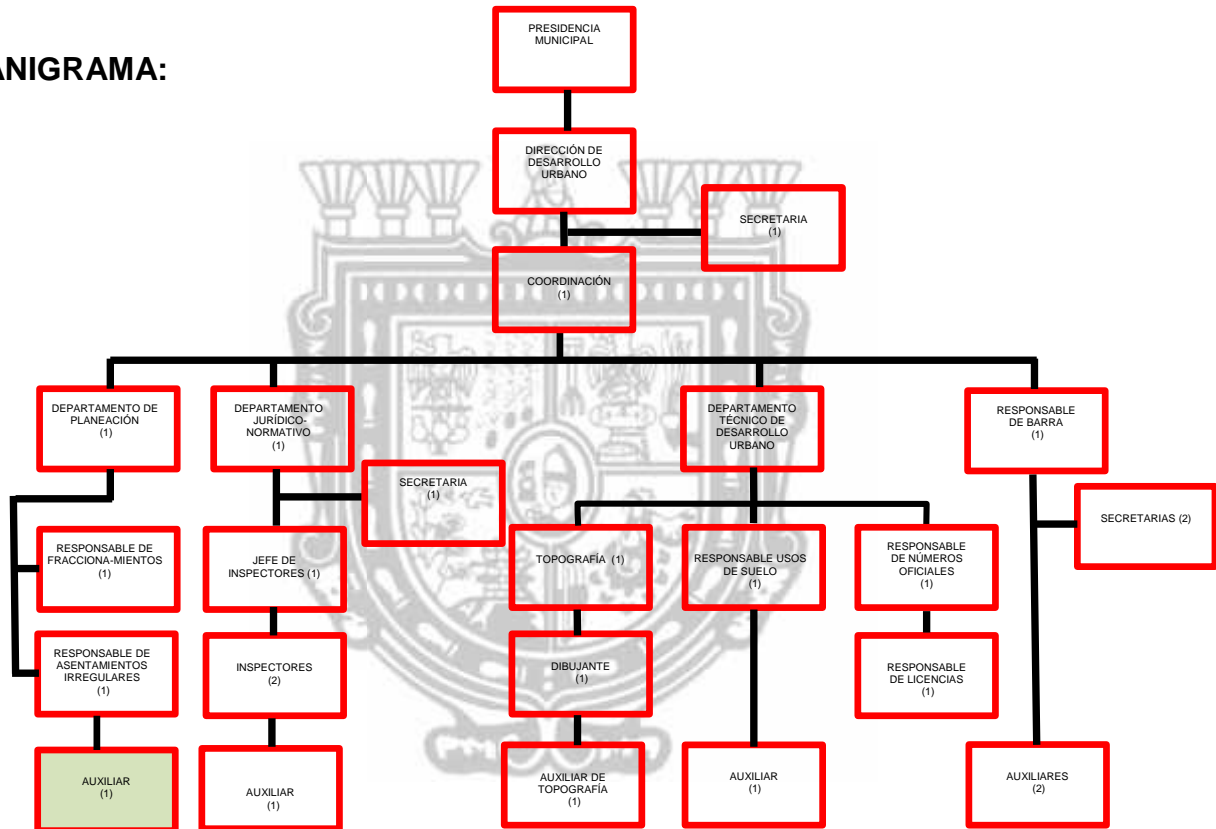 ANIGRAMA:
PRESIDENCIA
MUNICIPAL
DIRECCIÓN DE
DESARROLLO
URBANO
SECRETARIA
(1)
COORDINACIÓN
(1)
DEPARTAMENTO DE
PLANEACIÓN
(1)
DEPARTAMENTO
JURÍDICO-
NORMATIVO
(1)
DEPARTAMENTO
TÉCNICO DE
DESARROLLO
URBANO
RESPONSABLE
DE BARRA
(1)
SECRETARIA
(1)
SECRETARIAS (2)
RESPONSABLE DE
FRACCIONA-MIENTOS
(1)
JEFE DE
INSPECTORES (1)
TOPOGRAFÍA (1)
RESPONSABLE USOS
DE SUELO
(1)
RESPONSABLE
DE NÚMEROS
OFICIALES
(1)
RESPONSABLE DE
ASENTAMIENTOS
IRREGULARES
(1)
INSPECTORES
(2)
DIBUJANTE
(1)
RESPONSABLE
DE LICENCIAS
(1)
AUXILIAR
(1)
AUXILIAR
(1)
AUXILIAR DE
TOPOGRAFÍA
(1)
AUXILIAR
(1)
AUXILIARES
(2)